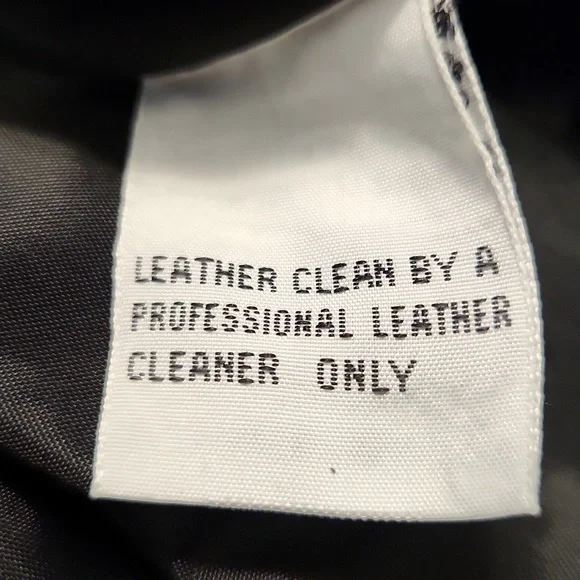 LEATHER CLEAN BY A
PROFESSIONAL LEATHER
CLEANER ONLY